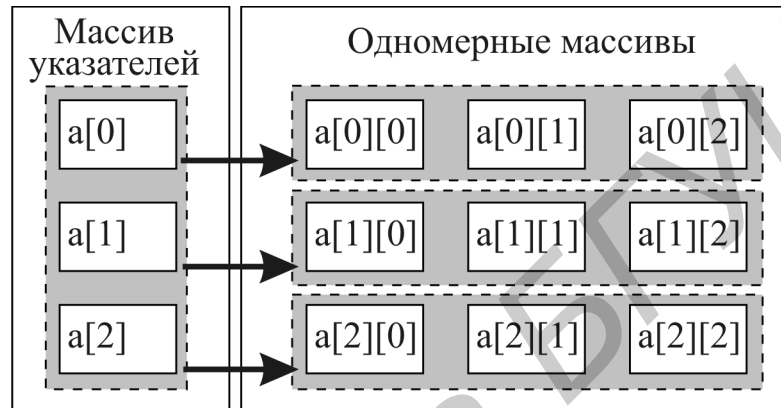 Массив
указателей
Одномерные массивы
a[0]
a[0][0] a[0][1] a[0][2]
a[1]
a[1][0] a[1][1] a[1][2]
a[2]
a[2][0] a[2][1] a[2][2]